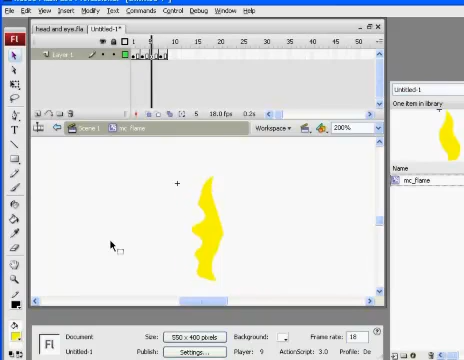 File Edit View Insert Modify Text Commands Control Debug Window Help
head and eye.fla Untitled-1*
1 5 10 15 20 25 30 35 40 45 50
Layer 1
5 18.0 fps 0.2s
Scene 1 mc_flame Workspace 200%
Fl
T
Untitled-1
One item in library
Name
mc_flame
Fl
Document
Untitled-1
Size: 550 x 400 pixels Background: Frame rate: 18
Publish: Settings... Player: 9 ActionScript: 3.0 Profile: De